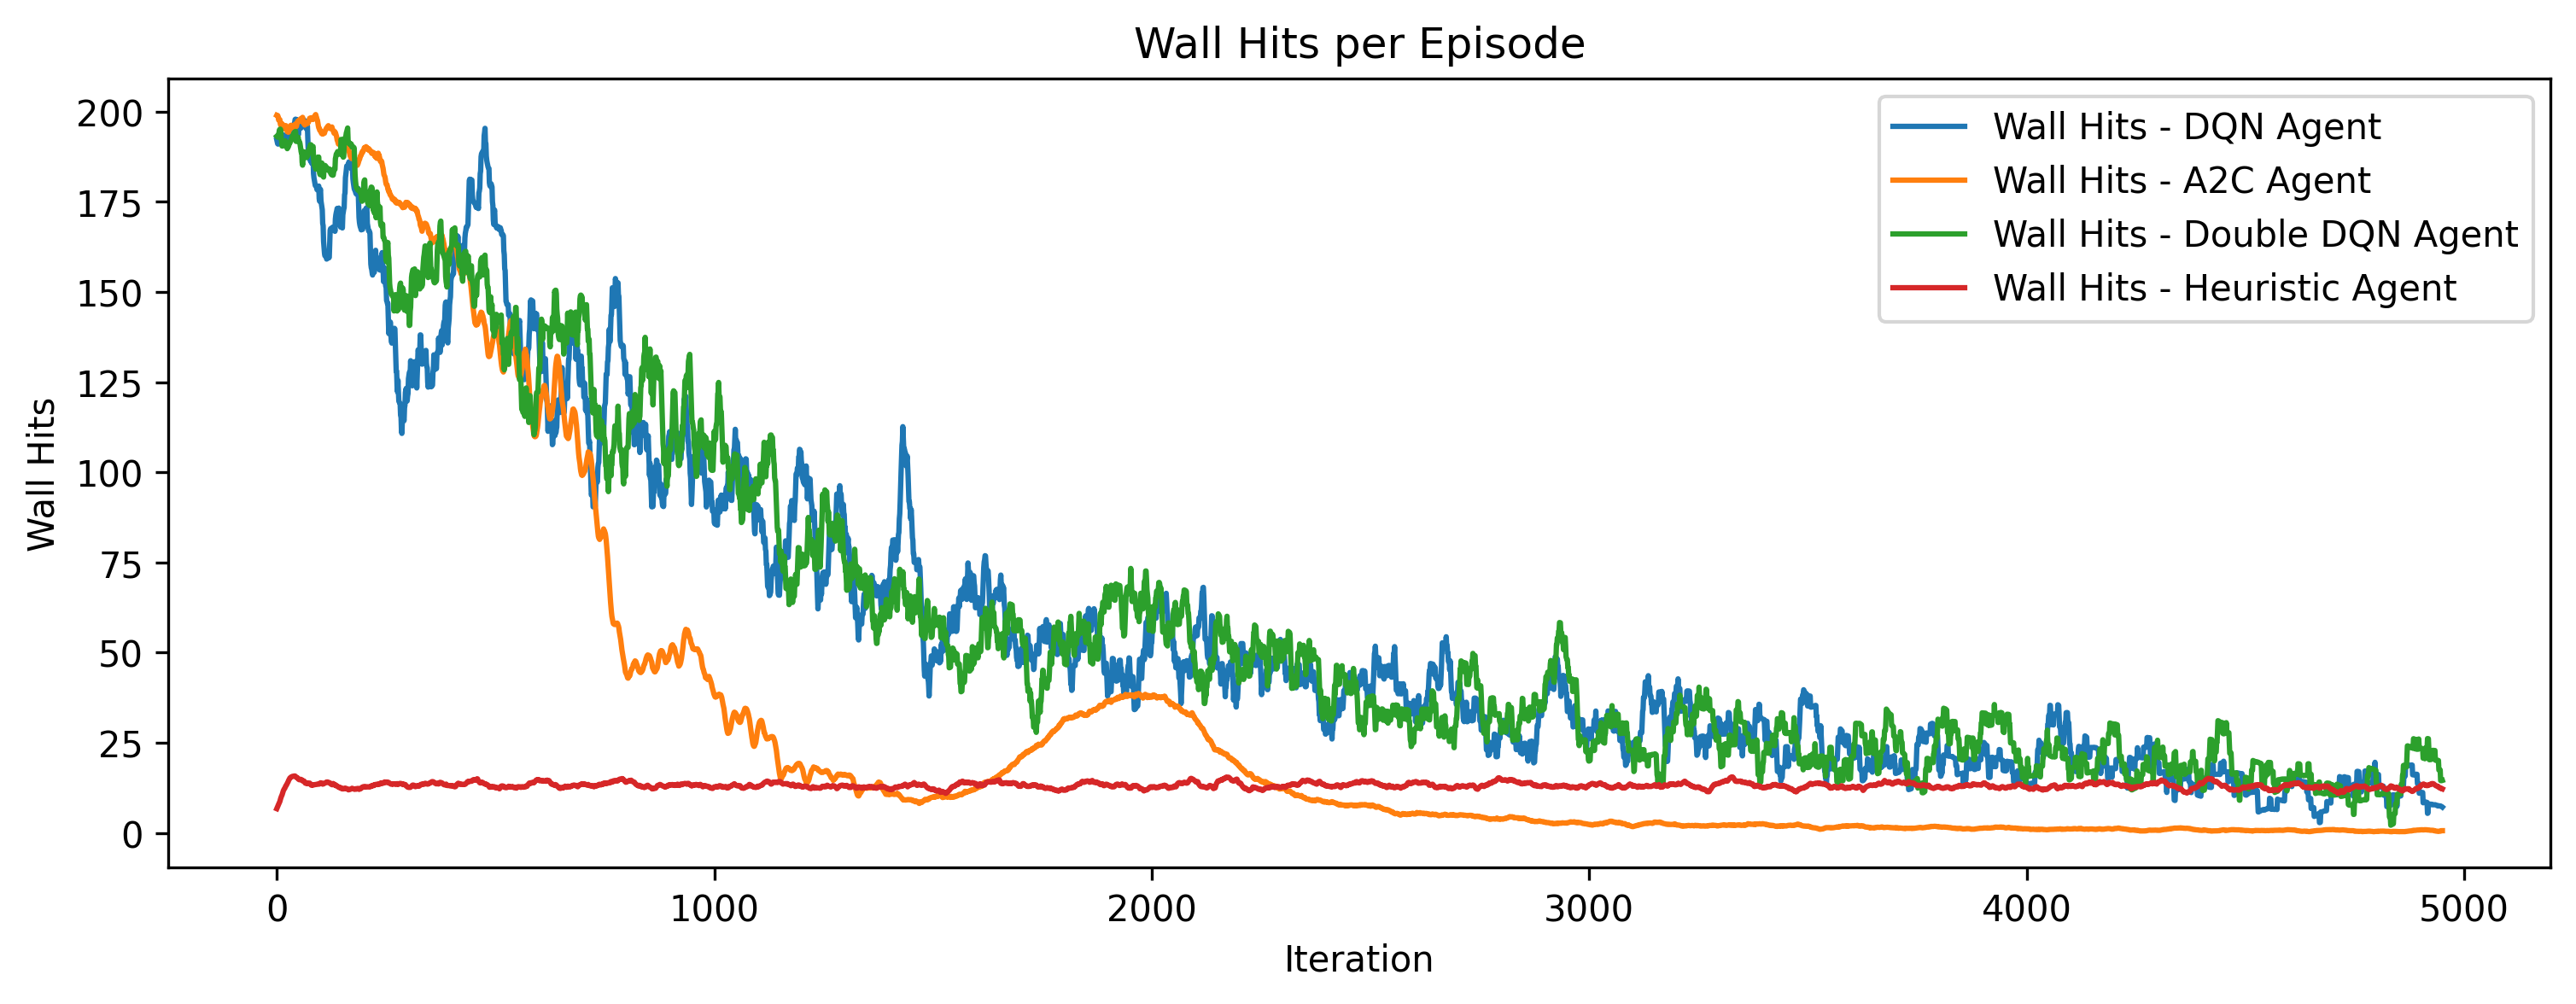 Wall Hits per Episode
200
175
150
125
100
75
50
25
0
Wall Hits
Wall Hits - DQN Agent
Wall Hits - A2C Agent
Wall Hits - Double DQN Agent
Wall Hits - Heuristic Agent
0 1000 2000 3000 4000 5000
Iteration